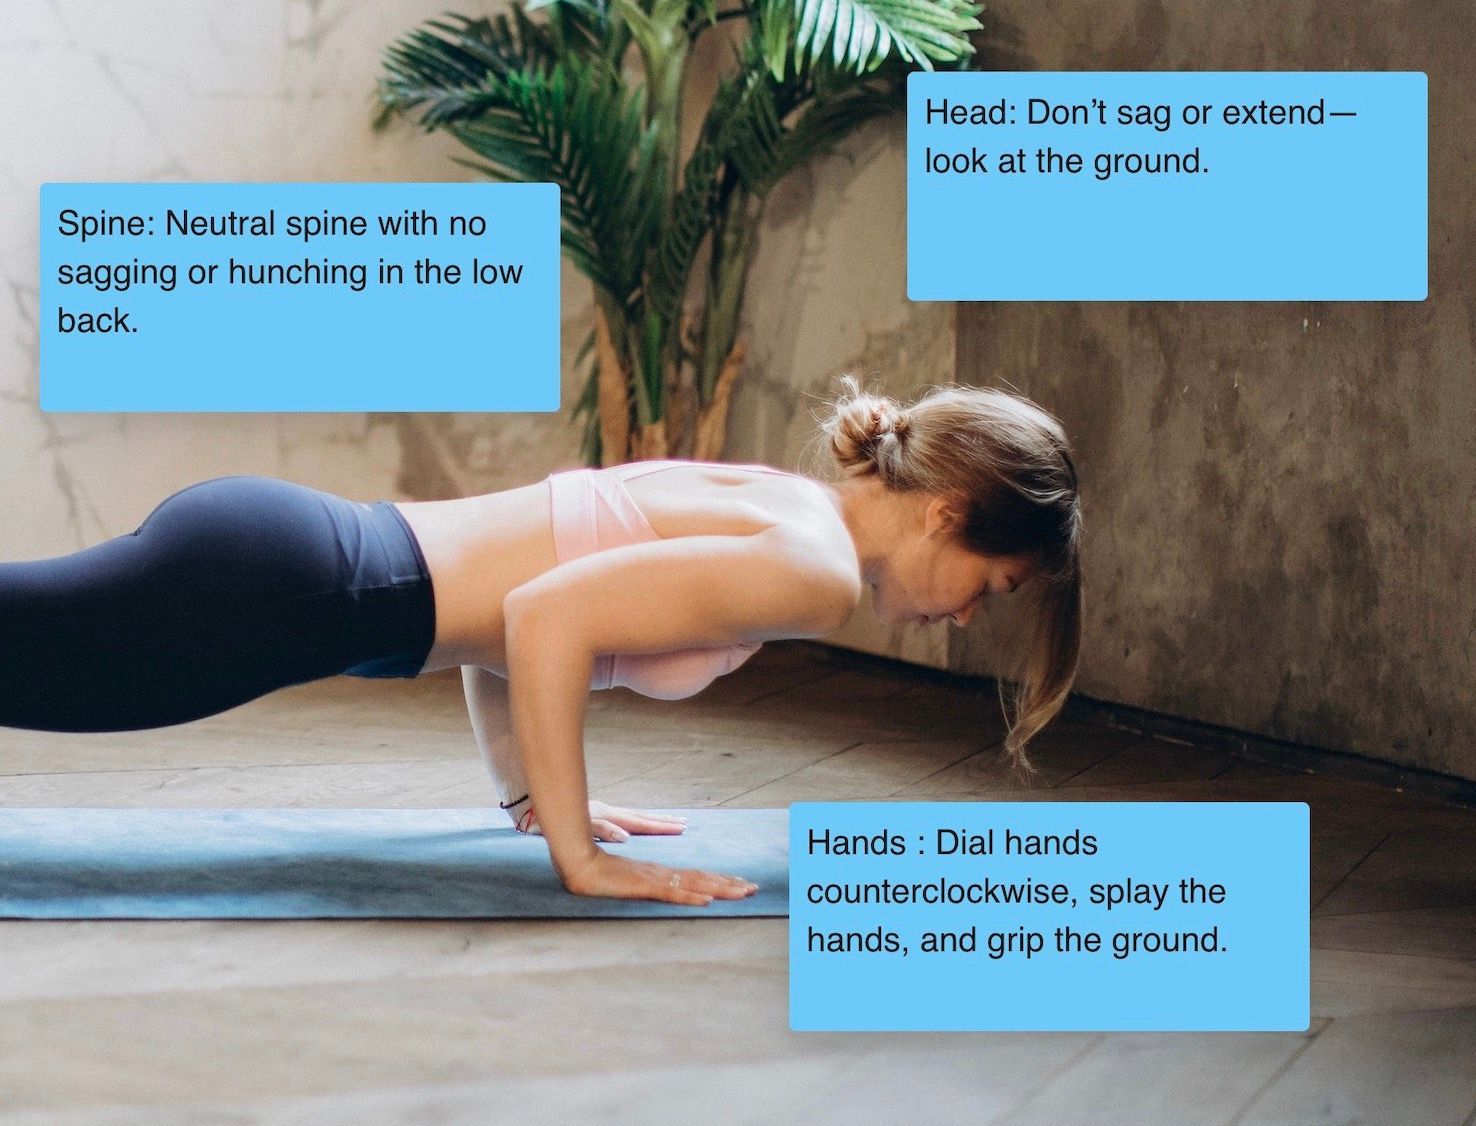 Head: Don’t sag or extend—
look at the ground.
Spine: Neutral spine with no
sagging or hunching in the low
back.
Hands : Dial hands
counterclockwise, splay the
hands, and grip the ground.